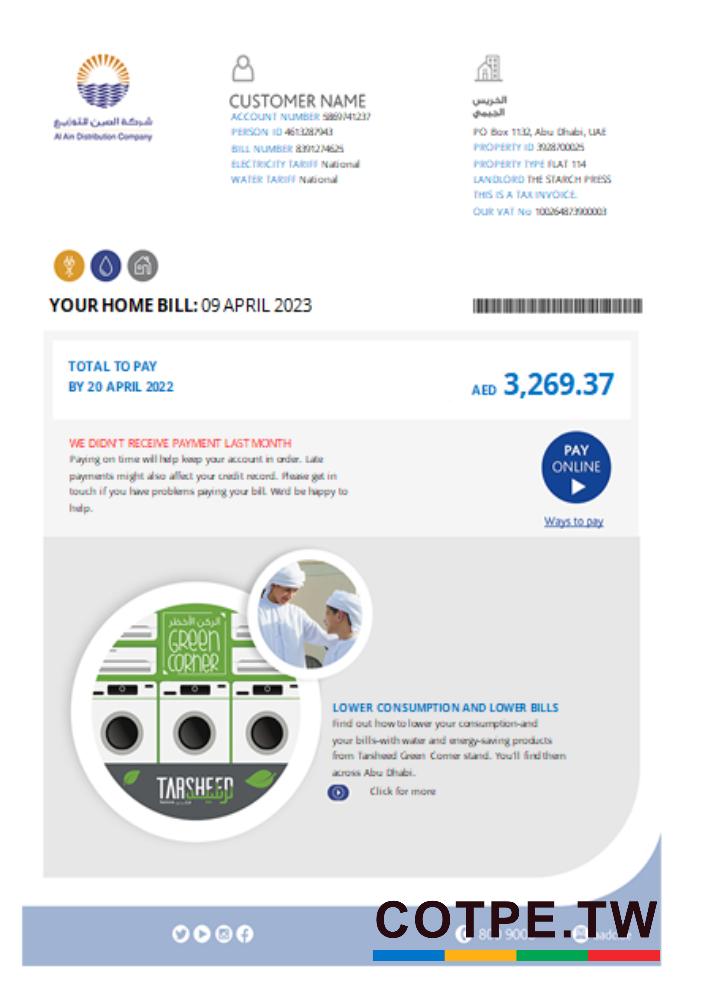 شركة العين للتوزيع
Al Ain Distribution Company
CUSTOMER NAME
ACCOUNT NUMBER 5869741237
PERSON ID 4613287943
BILL NUMBER 8391274625
ELECTRICITY TARIFF National
WATER TARIFF National
الخريس
الجيمي
PO Box 1132, Abu Dhabi, UAE
PROPERTY ID 3928700025
PROPERTY TYPE FLAT 114
LANDLORD THE STARCH PRESS
THIS IS A TAX INVOICE.
OUR VAT No 100264873900003
YOUR HOME BILL: 09 APRIL 2023
TOTAL TO PAY
BY 20 APRIL 2022
AED 3,269.37
WE DIDN'T RECEIVE PAYMENT LAST MONTH
Paying on time will help keep your account in order. Late
payments might also affect your credit record. Please get in
touch if you have problems paying your bill. We'd be happy to
help.
PAY
ONLINE
Ways to pay
الركن الأخضر
GREEN
CORNER
TARSHEED
ترشيد
LOWER CONSUMPTION AND LOWER BILLS
Find out how to lower your consumption-and
your bills-with water and energy-saving products
from Tarsheed Green Corner stand. You'll find them
across Abu Dhabi.
Click for more
COTPE.TW
800 900